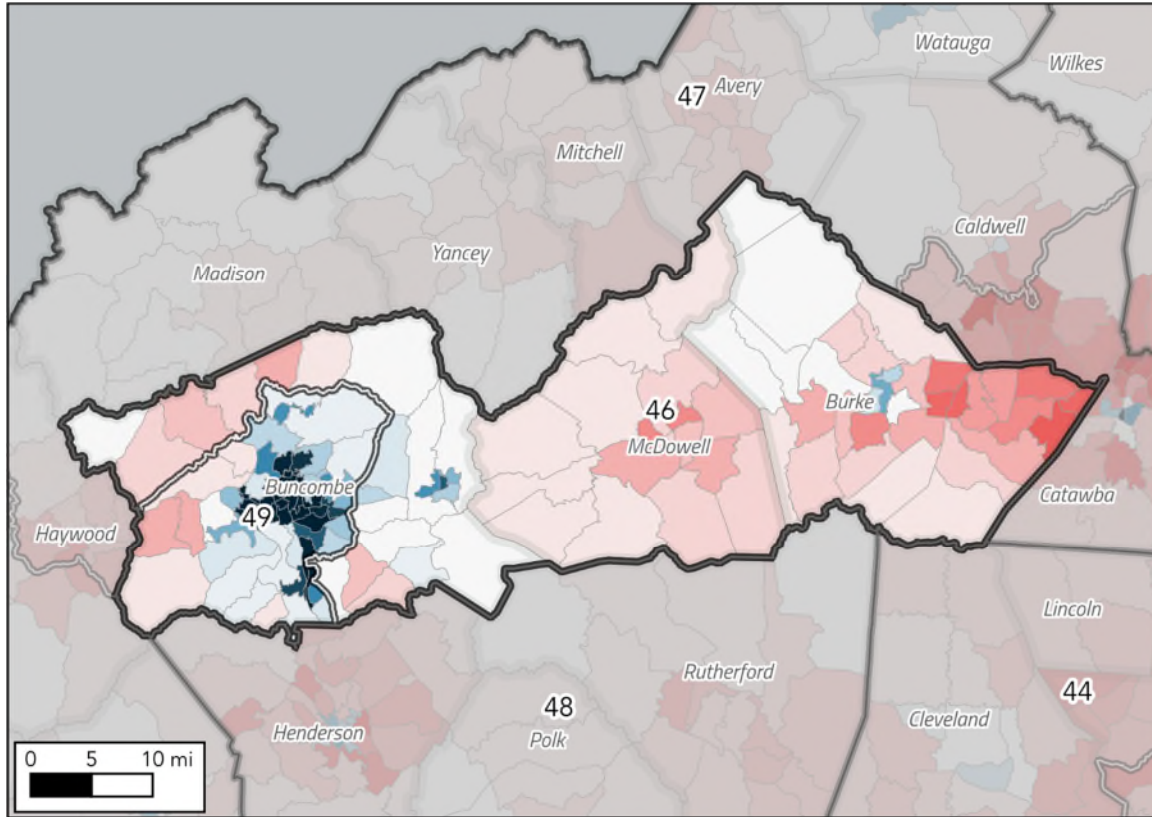 Watauga
Wilkes
47
Avery
Mitchell
Caldwell
Yancey
Madison
46
Burke
McDowell
Buncombe
49
Haywood
Catawba
Lincoln
Rutherford
48
44
Henderson
Polk
Cleveland
0 5 10 mi